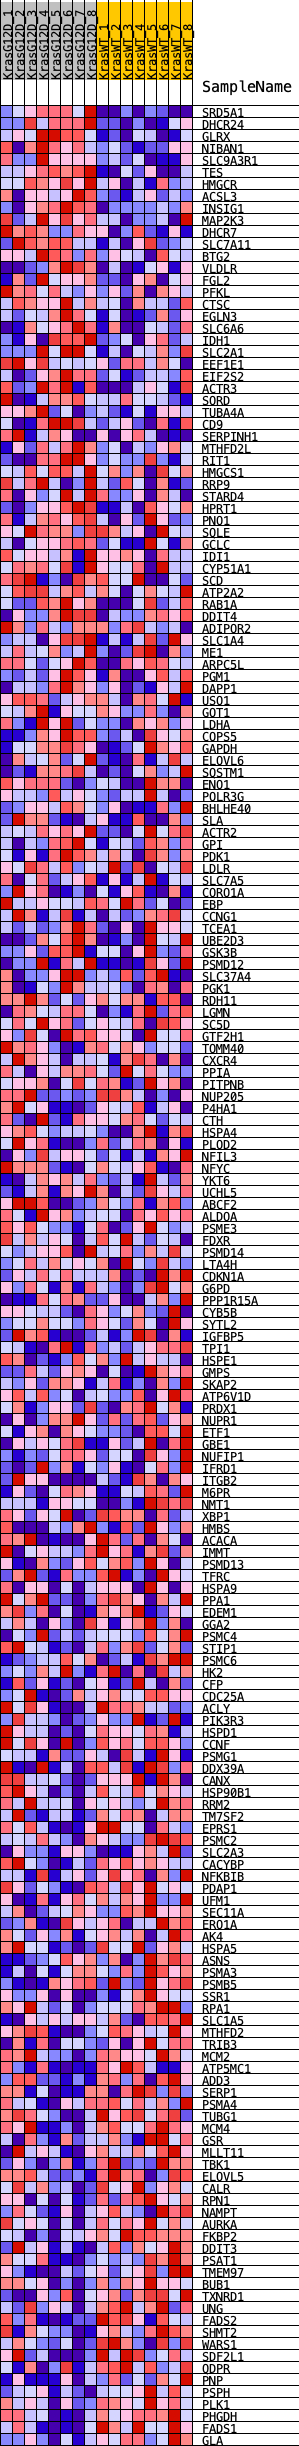 KrasG12D_1
KrasG12D_2
KrasG12D_3
KrasG12D_4
KrasG12D_5
KrasG12D_6
KrasG12D_7
KrasG12D_8
KrasWT_1
KrasWT_2
KrasWT_3
KrasWT_4
KrasWT_5
KrasWT_6
KrasWT_7
KrasWT_8
SampleName
SRD5A1
DHCR24
GLRX
NIBAN1
SLC9A3R1
TES
HMGCR
ACSL3
INSIG1
MAP2K3
DHCR7
SLC7A11
BTG2
VLDLR
FGL2
PFKL
CTSC
EGLN3
SLC6A6
IDH1
SLC2A1
EEF1E1
EIF2S2
ACTR3
SORD
TUBA4A
CD9
SERPINH1
MTHFD2L
RIT1
HMGCS1
RRP9
STARD4
HPRT1
PNO1
SQLE
GCLC
IDI1
CYP51A1
SCD
ATP2A2
RAB1A
DDIT4
ADIPOR2
SLC1A4
ME1
ARPC5L
PGM1
DAPP1
USO1
GOT1
LDHA
COPS5
GAPDH
ELOVL6
SQSTM1
ENO1
POLR3G
BHLHE40
SLA
ACTR2
GPI
PDK1
LDLR
SLC7A5
CORO1A
EBP
CCNG1
TCEA1
UBE2D3
GSK3B
PSMD12
SLC37A4
PGK1
RDH11
LGMN
SC5D
GTF2H1
TOMM40
CXCR4
PPIA
PITPNB
NUP205
P4HA1
CTH
HSPA4
PLOD2
NFIL3
NFYC
YKT6
UCHL5
ABCF2
ALDOA
PSME3
FDXR
PSMD14
LTA4H
CDKN1A
G6PD
PPP1R15A
CYB5B
SYTL2
IGFBP5
TPI1
HSPE1
GMPS
SKAP2
ATP6V1D
PRDX1
NUPR1
ETF1
GBE1
NUFIP1
IFRD1
ITGB2
M6PR
NMT1
XBP1
HMBS
ACACA
IMMT
PSMD13
TFRC
HSPA9
PPA1
EDEM1
GGA2
PSMC4
STIP1
PSMC6
HK2
CFP
CDC25A
ACLY
PIK3R3
HSPD1
CCNF
PSMG1
DDX39A
CANX
HSP90B1
RRM2
TM7SF2
EPRS1
PSMC2
SLC2A3
CACYBP
NFKBIB
PDAP1
UFM1
SEC11A
ERO1A
AK4
HSPA5
ASNS
PSMA3
PSMB5
SSR1
RPA1
SLC1A5
MTHFD2
TRIB3
MCM2
ATP5MC1
ADD3
SERP1
PSMA4
TUBG1
MCM4
GSR
MLLT11
TBK1
ELOVL5
CALR
RPN1
NAMPT
AURKA
FKBP2
DDIT3
PSAT1
TMEM97
BUB1
TXNRD1
UNG
FADS2
SHMT2
WARS1
SDF2L1
QDPR
PNP
PSPH
PLK1
PHGDH
FADS1
GLA